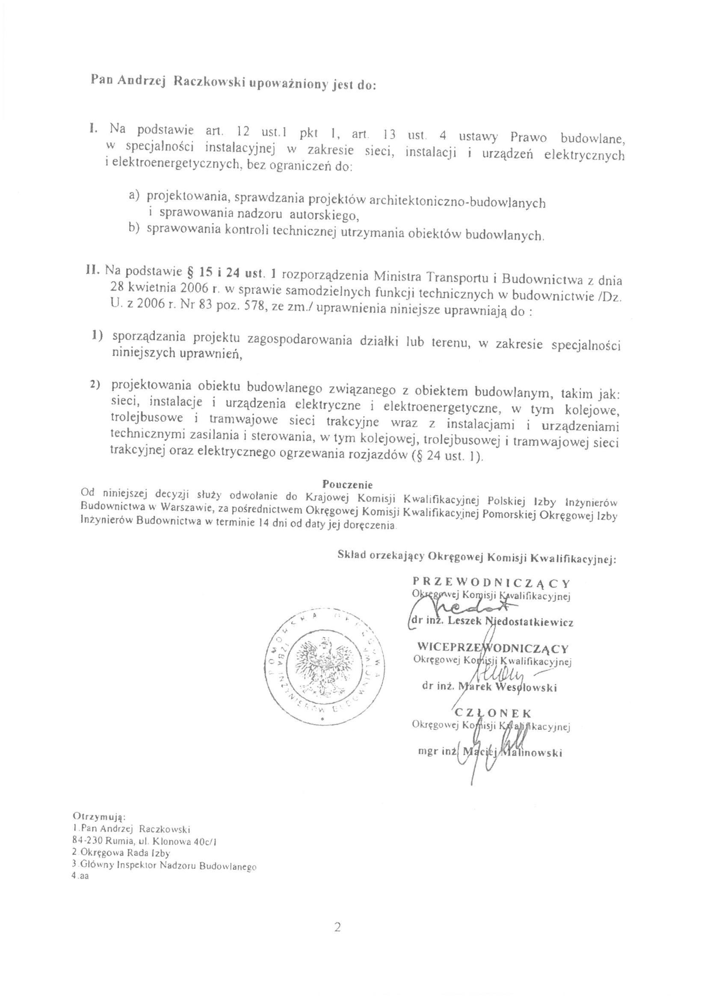 Pan Andrzej Raczkowski upoważniony jest do:
I. Na podstawie art. 12 ust.1 pkt 1, art. 13 ust. 4 ustawy Prawo budowlane,
w specjalności instalacyjnej w zakresie sieci, instalacji i urządzeń elektrycznych
i elektroenergetycznych, bez ograniczeń do:
a) projektowania, sprawdzania projektów architektoniczno-budowlanych
i sprawowania nadzoru autorskiego,
b) sprawowania kontroli technicznej utrzymania obiektów budowlanych.
II. Na podstawie § 15 i 24 ust. 1 rozporządzenia Ministra Transportu i Budownictwa z dnia
28 kwietnia 2006 r. w sprawie samodzielnych funkcji technicznych w budownictwie /Dz.
U. z 2006 r. Nr 83 poz. 578, ze zm./ uprawnienia niniejsze uprawniają do :
1) sporządzania projektu zagospodarowania działki lub terenu, w zakresie specjalności
niniejszych uprawnień,
2) projektowania obiektu budowlanego związanego z obiektem budowlanym, takim jak:
sieci, instalacje i urządzenia elektryczne i elektroenergetyczne, w tym kolejowe,
trolejbusowe i tramwajowe sieci trakcyjne wraz z instalacjami i urządzeniami
technicznymi zasilania i sterowania, w tym kolejowej, trolejbusowej i tramwajowej sieci
trakcyjnej oraz elektrycznego ogrzewania rozjazdów (§ 24 ust. 1).
Pouczenie
Od niniejszej decyzji służy odwołanie do Krajowej Komisji Kwalifikacyjnej Polskiej Izby Inżynierów
Budownictwa w Warszawie, za pośrednictwem Okręgowej Komisji Kwalifikacyjnej Pomorskiej Okręgowej Izby
Inżynierów Budownictwa w terminie 14 dni od daty jej doręczenia.
Skład orzekający Okręgowej Komisji Kwalifikacyjnej:
PRZEWODNICZĄCY
Okręgowej Komisji Kwalifikacyjnej
dr inż. Leszek Niedostatkiewicz
WICEPRZEWODNICZĄCY
Okręgowej Komisji Kwalifikacyjnej
dr inż. Marek Wesołowski
CZŁONEK
Okręgowej Komisji Kwalifikacyjnej
mgr inż. Maciej Malinowski
POMORSKA OKRĘGOWA
IZBA INŻYNIERÓW BUDOWNICTWA
Otrzymują:
1.Pan Andrzej Raczkowski
84-230 Rumia, ul. Klonowa 40c/1
2.Okręgowa Rada Izby
3.Główny Inspektor Nadzoru Budowlanego
4.aa
2